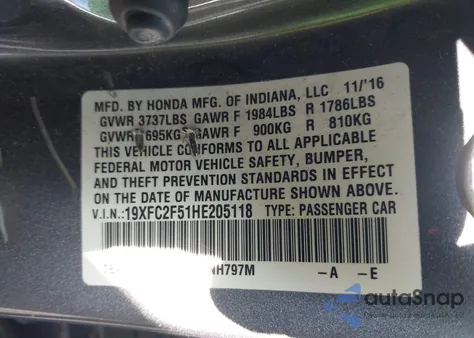 MFD. BY HONDA MFG. OF INDIANA, LLC 11/'16
GVWR 3737LBS GAWR F 1984LBS R 1786LBS
GVWR 695KG GAWR F 900KG R 810KG
THIS VEHICLE CONFORMS TO ALL APPLICABLE
FEDERAL MOTOR VEHICLE SAFETY, BUMPER,
AND THEFT PREVENTION STANDARDS IN EFFECT
ON THE DATE OF MANUFACTURE SHOWN ABOVE.
V.I.N.:19XFC2F51HE205118 TYPE: PASSENGER CAR
NH797M -A -E
autoSnap